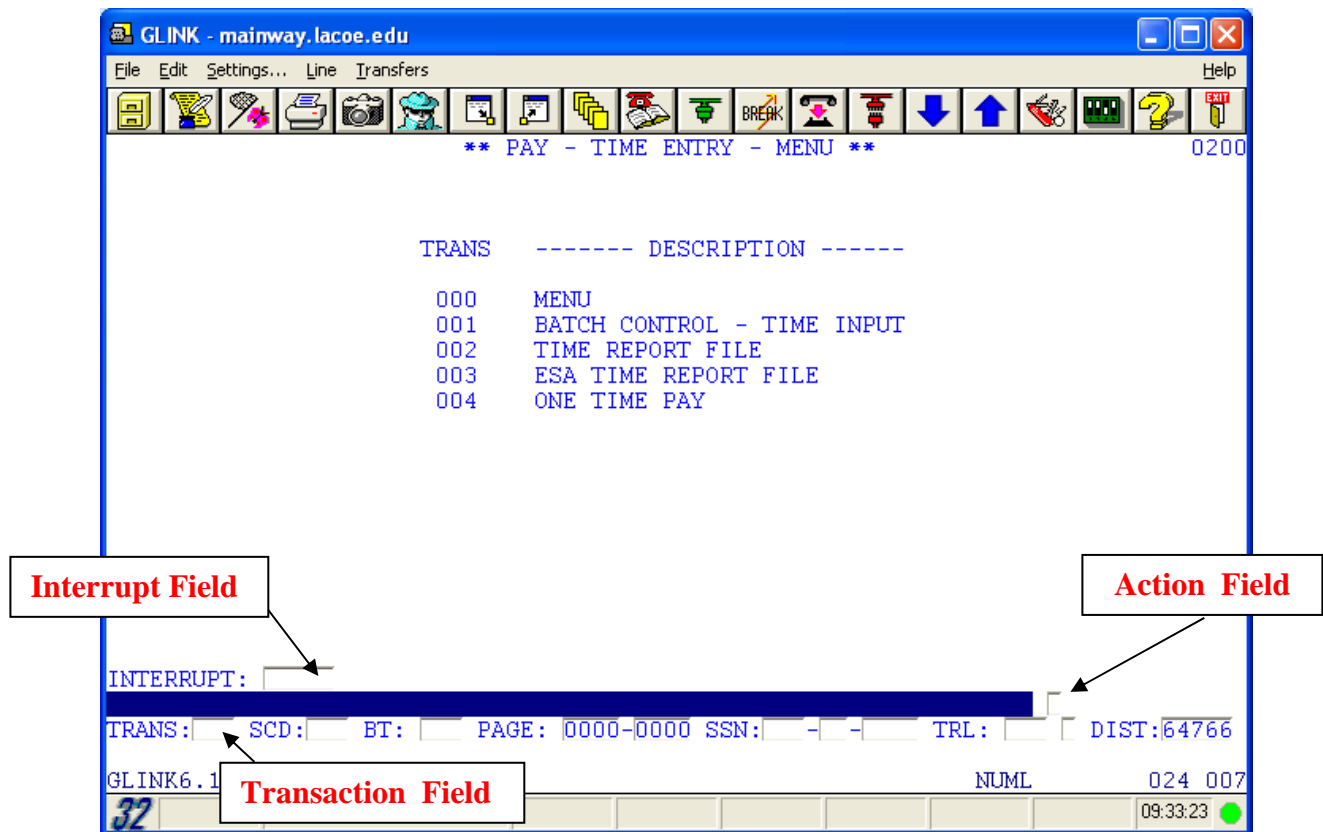 GLINK - mainway.lacoe.edu
File Edit Settings... Line Transfers Help
BREAK EXIT
** PAY - TIME ENTRY - MENU ** 0200
TRANS ------- DESCRIPTION ------
000 MENU
001 BATCH CONTROL - TIME INPUT
002 TIME REPORT FILE
003 ESA TIME REPORT FILE
004 ONE TIME PAY
Interrupt Field
Action Field
INTERRUPT:
TRANS: SCD: BT: PAGE: 0000-0000 SSN: - - TRL: DIST:64766
GLINK6.1 NUML 024 007
Transaction Field
32 09:33:23